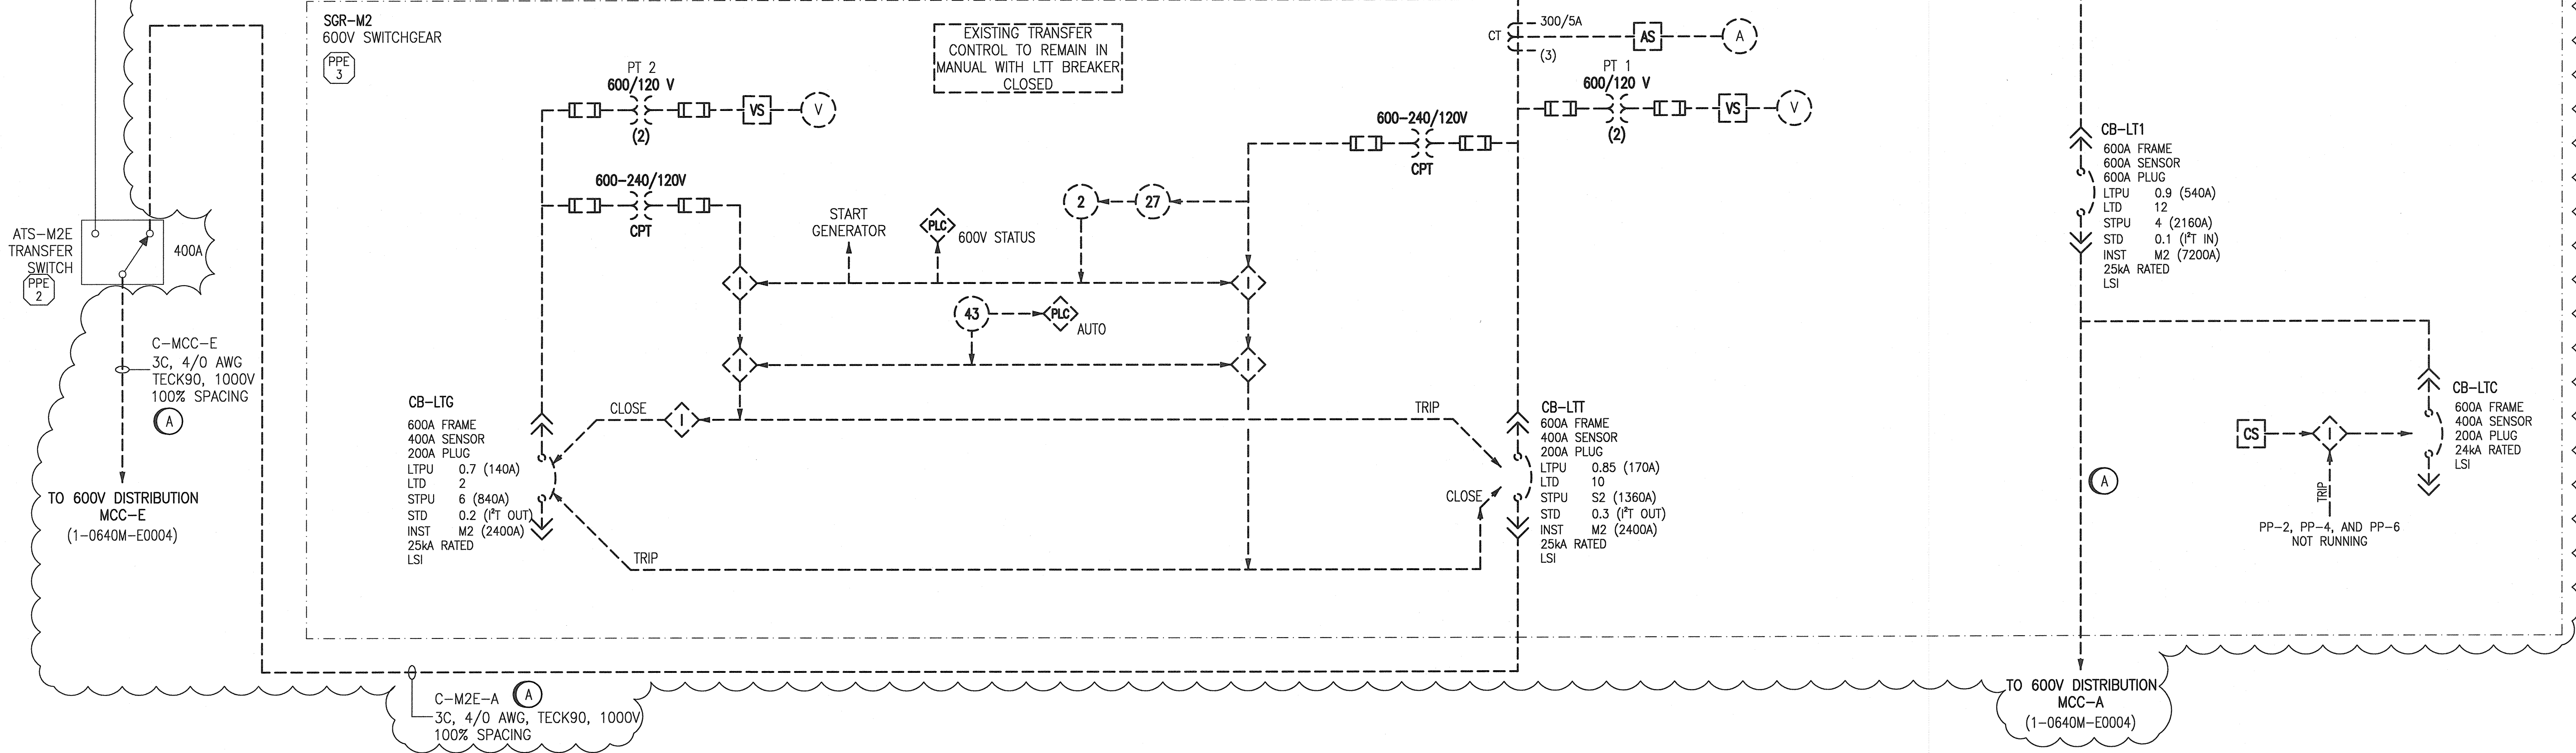 SGR-M2
600V SWITCHGEAR
PPE
3
EXISTING TRANSFER
CONTROL TO REMAIN IN
MANUAL WITH LTT BREAKER
CLOSED
PT 2
600/120 V
(2)
VS
V
600-240/120V
CPT
START
GENERATOR
PLC
600V STATUS
2
27
43
PLC
AUTO
I
I
I
I
600-240/120V
CPT
CT
300/5A
(3)
AS
A
PT 1
600/120 V
(2)
VS
V
ATS-M2E
TRANSFER
SWITCH
PPE
2
400A
C-MCC-E
3C, 4/0 AWG
TECK90, 1000V
100% SPACING
A
TO 600V DISTRIBUTION
MCC-E
(1-0640M-E0004)
CB-LTG
600A FRAME
400A SENSOR
200A PLUG
LTPU 0.7 (140A)
LTD 2
STPU 6 (840A)
STD 0.2 (I²T OUT)
INST M2 (2400A)
25kA RATED
LSI
CLOSE
I
TRIP
TRIP
CLOSE
CB-LTT
600A FRAME
400A SENSOR
200A PLUG
LTPU 0.85 (170A)
LTD 10
STPU S2 (1360A)
STD 0.3 (I²T OUT)
INST M2 (2400A)
25kA RATED
LSI
CB-LT1
600A FRAME
600A SENSOR
600A PLUG
LTPU 0.9 (540A)
LTD 12
STPU 4 (2160A)
STD 0.1 (I²T IN)
INST M2 (7200A)
25kA RATED
LSI
A
CB-LTC
600A FRAME
400A SENSOR
200A PLUG
24kA RATED
LSI
CS
I
TRIP
PP-2, PP-4, AND PP-6
NOT RUNNING
C-M2E-A
A
3C, 4/0 AWG, TECK90, 1000V
100% SPACING
TO 600V DISTRIBUTION
MCC-A
(1-0640M-E0004)